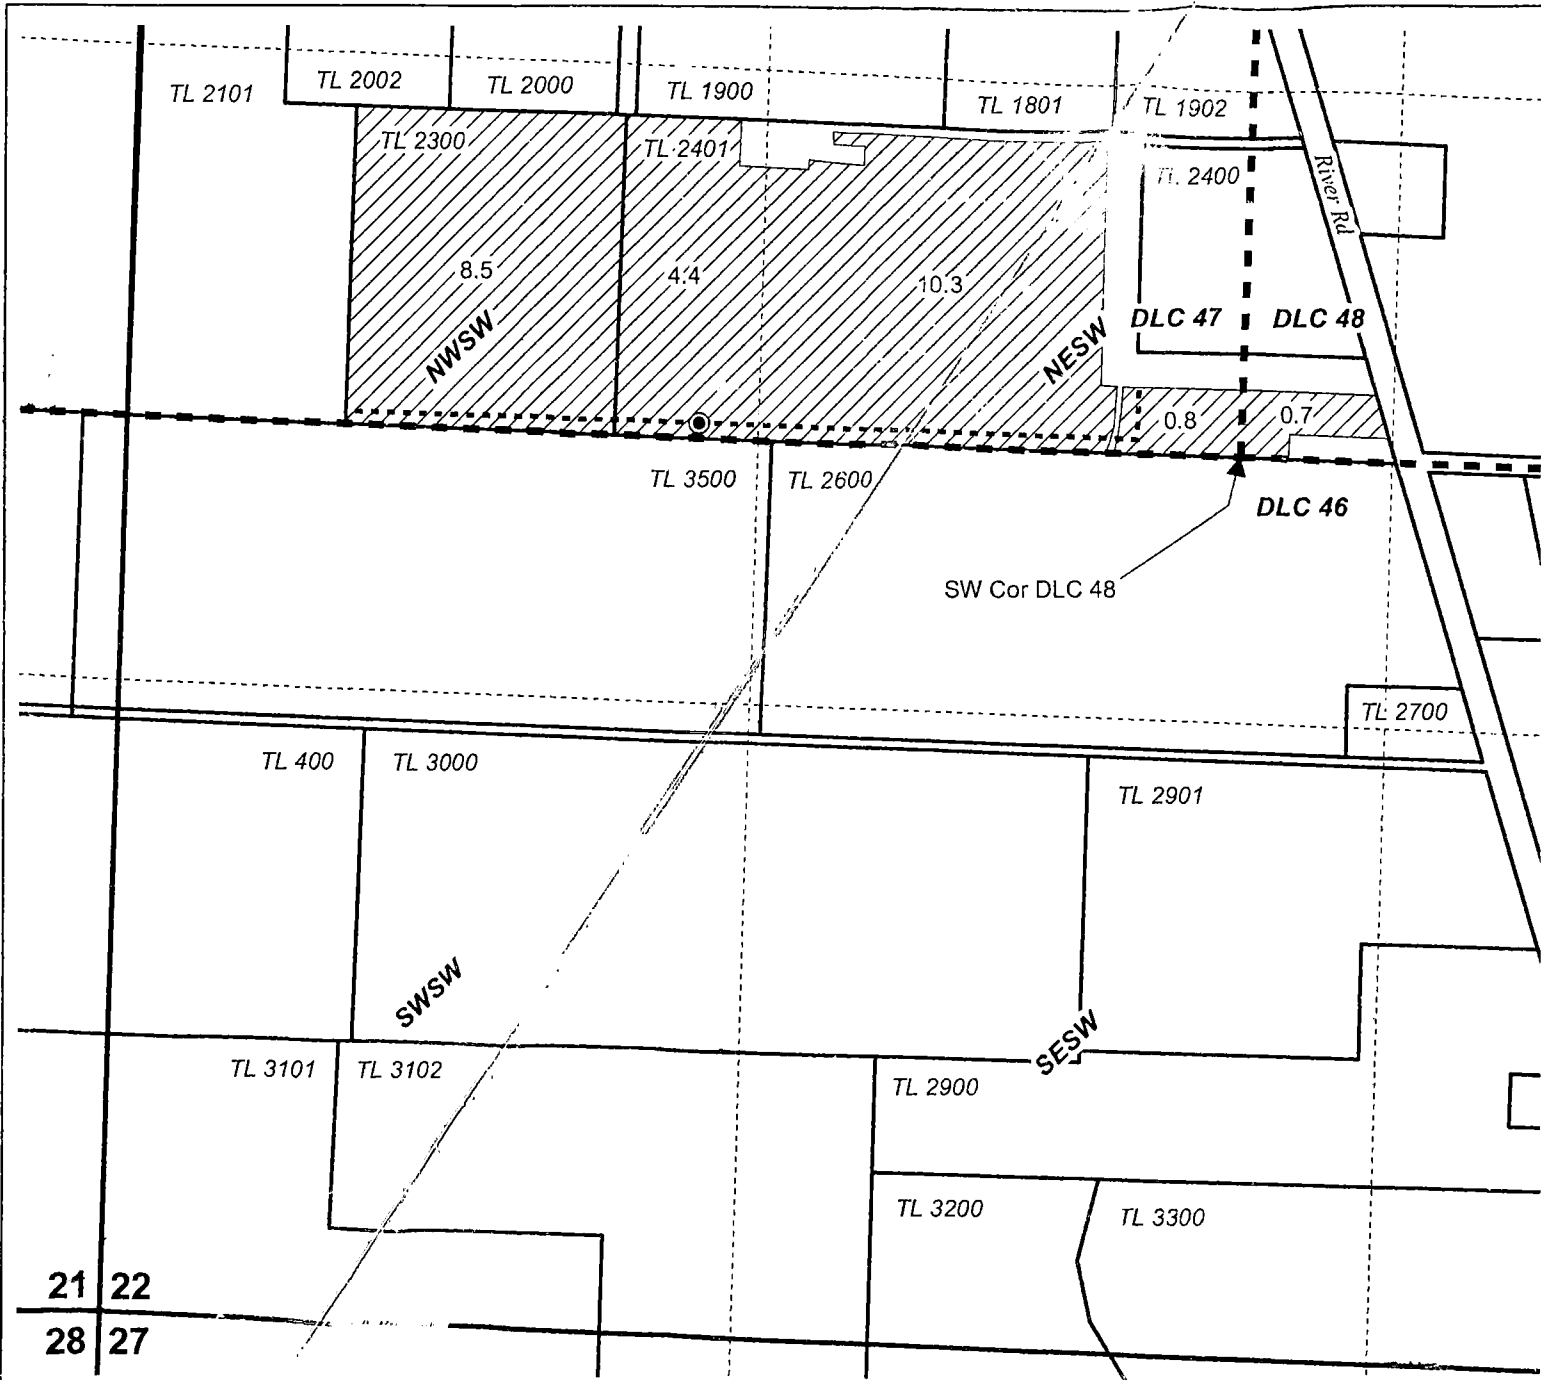 TL 2101
TL 2002
TL 2000
TL 1900
TL 1801
TL 1902
TL 2300
TL 2401
TL 2400
River Rd
8.5
4.4
10.3
NWSW
NESW
DLC 47
DLC 48
0.8
0.7
TL 3500
TL 2600
DLC 46
SW Cor DLC 48
TL 2700
TL 400
TL 3000
TL 2901
SWSW
SESW
TL 3101
TL 3102
TL 2900
TL 3200
TL 3300
21 22
28 27